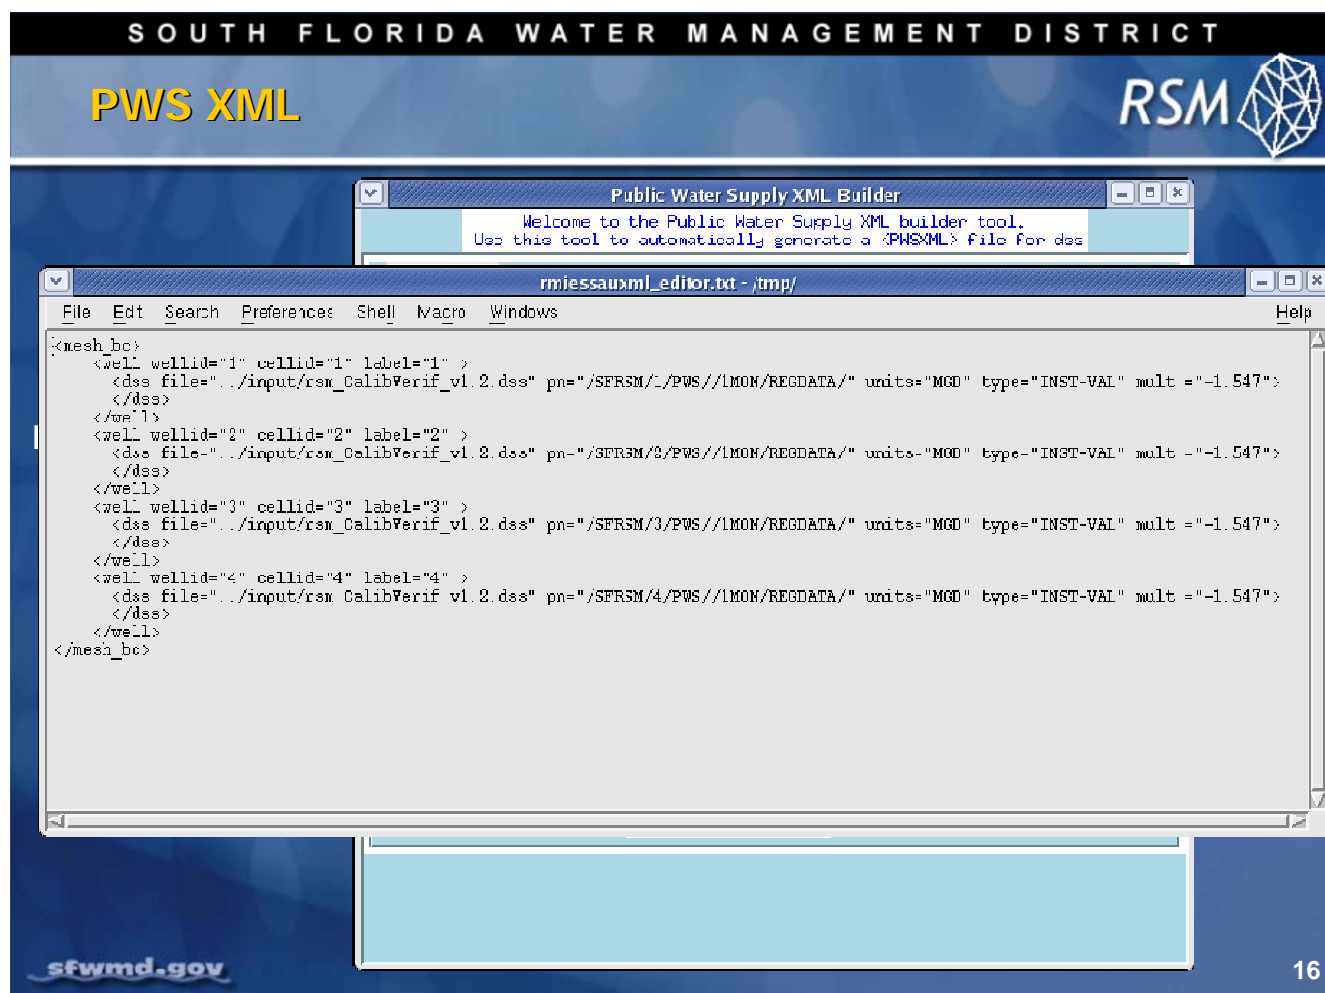 SOUTH FLORIDA WATER MANAGEMENT DISTRICT
PWS XML
RSM
Public Water Supply XML Builder
Welcome to the Public Water Supply XML builder tool.
Use this tool to automatically generate a <PWSXML> file for dss
rmiessauxml_editor.txt - /tmp/
File Edit Search Preferences Shell Macro Windows Help
<mesh_bc>
<well wellid="1" cellid="1" label="1" >
<dss file="../input/rsm_CalibVerif_v1.2.dss" pn="/SFRSM/1/PWS//1MON/REGDATA/" units="MGD" type="INST-VAL" mult ="-1.547">
</dss>
</well>
<well wellid="2" cellid="2" label="2" >
<dss file="../input/rsm_CalibVerif_v1.2.dss" pn="/SFRSM/2/PWS//1MON/REGDATA/" units="MGD" type="INST-VAL" mult ="-1.547">
</dss>
</well>
<well wellid="3" cellid="3" label="3" >
<dss file="../input/rsm_CalibVerif_v1.2.dss" pn="/SFRSM/3/PWS//1MON/REGDATA/" units="MGD" type="INST-VAL" mult ="-1.547">
</dss>
</well>
<well wellid="4" cellid="4" label="4" >
<dss file="../input/rsm_CalibVerif_v1.2.dss" pn="/SFRSM/4/PWS//1MON/REGDATA/" units="MGD" type="INST-VAL" mult ="-1.547">
</dss>
</well>
</mesh_bc>
sfwmd.gov
16